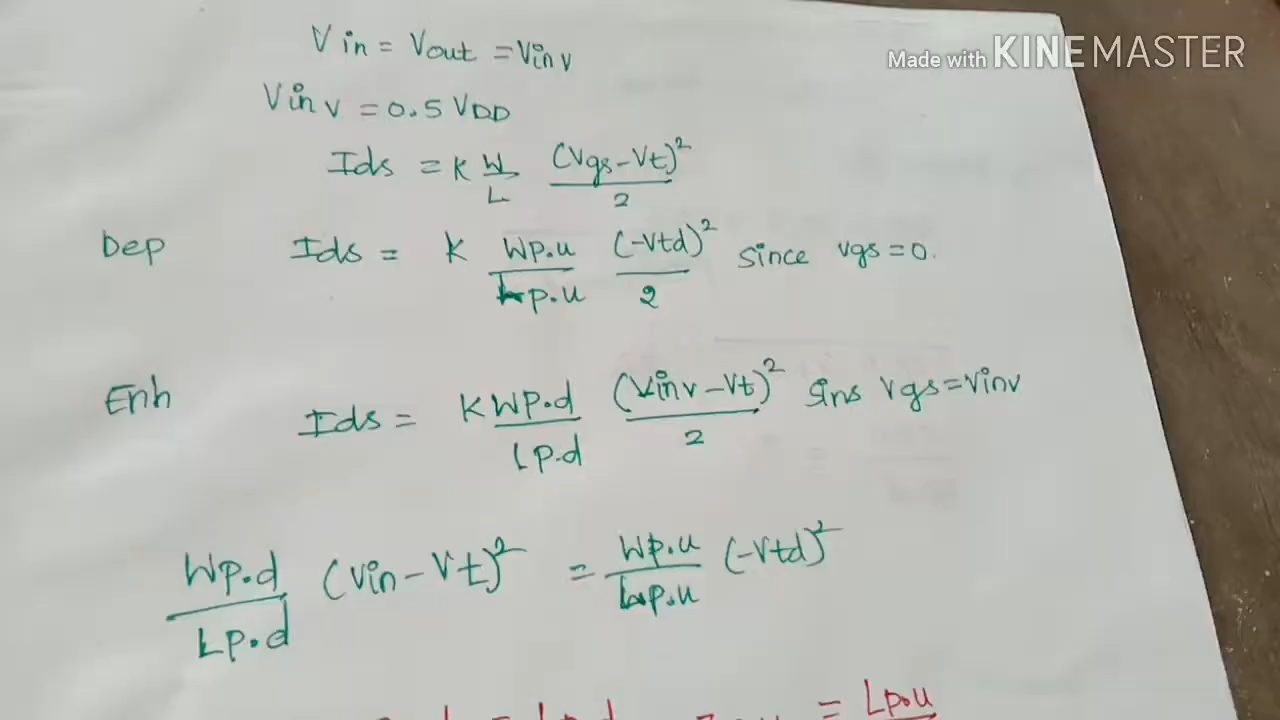 Vin = Vout = Vinv
Made with KINEMASTER
Vinv = 0.5 VDD
Ids = K W/L (Vgs-Vt)²/2
Dep Ids = K Wp.u/Lp.u (-Vtd)²/2 since vgs=0.
Enh Ids = K Wp.d/Lp.d (Vinv-Vt)²/2 sins vgs=vinv
Wp.d/Lp.d (Vin-Vt)² = Wp.u/Lp.u (-Vtd)²
= Lp.u